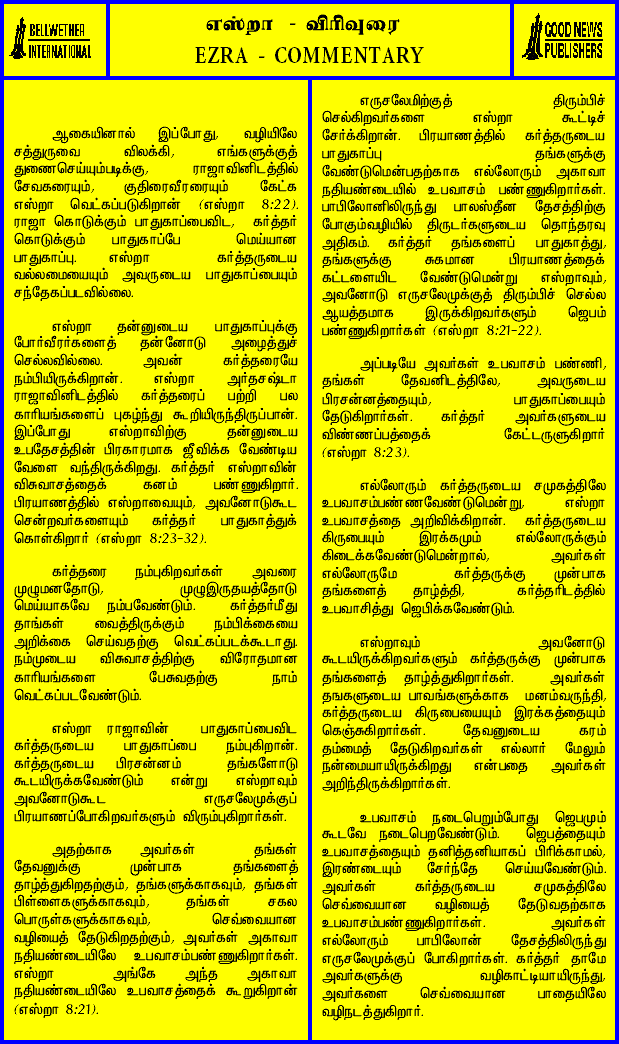 BELLWETHER
INTERNATIONAL
எஸ்றா - விரிவுரை
EZRA - COMMENTARY
GOOD NEWS
PUBLISHERS
ஆகையினால் இப்போது, வழியிலே
சத்துருவை விலக்கி, எங்களுக்குத்
துணைசெய்யும்படிக்கு, ராஜாவினிடத்தில்
சேவகரையும், குதிரைவீரரையும் கேட்க
எஸ்றா வெட்கப்படுகிறான் (எஸ்றா 8:22).
ராஜா கொடுக்கும் பாதுகாப்பைவிட, கர்த்தர்
கொடுக்கும் பாதுகாப்பே மெய்யான
பாதுகாப்பு. எஸ்றா கர்த்தருடைய
வல்லமையையும் அவருடைய பாதுகாப்பையும்
சந்தேகப்படவில்லை.
எஸ்றா தன்னுடைய பாதுகாப்புக்கு
போர்வீரர்களைத் தன்னோடு அழைத்துச்
செல்லவில்லை. அவன் கர்த்தரையே
நம்பியிருக்கிறான். எஸ்றா அர்தசஷ்டா
ராஜாவினிடத்தில் கர்த்தரைப் பற்றி பல
காரியங்களைப் புகழ்ந்து கூறியிருந்திருப்பான்.
இப்போது எஸ்றாவிற்கு தன்னுடைய
உபதேசத்தின் பிரகாரமாக ஜீவிக்க வேண்டிய
வேளை வந்திருக்கிறது. கர்த்தர் எஸ்றாவின்
விசுவாசத்தைக் கனம் பண்ணுகிறார்.
பிரயாணத்தில் எஸ்றாவையும், அவனோடுகூட
சென்றவர்களையும் கர்த்தர் பாதுகாத்துக்
கொள்கிறார் (எஸ்றா 8:23-32).
கர்த்தரை நம்புகிறவர்கள் அவரை
முழுமனதோடு, முழுஇருதயத்தோடு
மெய்யாகவே நம்பவேண்டும். கர்த்தர்மீது
தாங்கள் வைத்திருக்கும் நம்பிக்கையை
அறிக்கை செய்வதற்கு வெட்கப்படக்கூடாது.
நம்முடைய விசுவாசத்திற்கு விரோதமான
காரியங்களை பேசுவதற்கு நாம்
வெட்கப்படவேண்டும்.
எஸ்றா ராஜாவின் பாதுகாப்பைவிட
கர்த்தருடைய பாதுகாப்பை நம்புகிறான்.
கர்த்தருடைய பிரசன்னம் தங்களோடு
கூடயிருக்கவேண்டும் என்று எஸ்றாவும்
அவனோடுகூட எருசலேமுக்குப்
பிரயாணப்போகிறவர்களும் விரும்புகிறார்கள்.
அதற்காக அவர்கள் தங்கள்
தேவனுக்கு முன்பாக தங்களைத்
தாழ்த்துகிறதற்கும், தங்களுக்காகவும், தங்கள்
பிள்ளைகளுக்காகவும், தங்கள் சகல
பொருள்களுக்காகவும், செவ்வையான
வழியைத் தேடுகிறதற்கும், அவர்கள் அகாவா
நதியண்டையிலே உபவாசம்பண்ணுகிறார்கள்.
எஸ்றா அங்கே அந்த அகாவா
நதியண்டையிலே உபவாசத்தைக் கூறுகிறான்
(எஸ்றா 8:21).
எருசலேமிற்குத் திரும்பிச்
செல்கிறவர்களை எஸ்றா கூட்டிச்
சேர்க்கிறான். பிரயாணத்தில் கர்த்தருடைய
பாதுகாப்பு தங்களுக்கு
வேண்டுமென்பதற்காக எல்லோரும் அகாவா
நதியண்டையில் உபவாசம் பண்ணுகிறார்கள்.
பாபிலோனிலிருந்து பாலஸ்தீன தேசத்திற்கு
போகும்வழியில் திருடர்களுடைய தொந்தரவு
அதிகம். கர்த்தர் தங்களைப் பாதுகாத்து,
தங்களுக்கு சுகமான பிரயாணத்தைக்
கட்டளையிட வேண்டுமென்று எஸ்றாவும்,
அவனோடு எருசலேமுக்குத் திரும்பிச் செல்ல
ஆயத்தமாக இருக்கிறவர்களும் ஜெபம்
பண்ணுகிறார்கள் (எஸ்றா 8:21-22).
அப்படியே அவர்கள் உபவாசம் பண்ணி,
தங்கள் தேவனிடத்திலே, அவருடைய
பிரசன்னத்தையும், பாதுகாப்பையும்
தேடுகிறார்கள். கர்த்தர் அவர்களுடைய
விண்ணப்பத்தைக் கேட்டருளுகிறார்
(எஸ்றா 8:23).
எல்லோரும் கர்த்தருடைய சமுகத்திலே
உபவாசம்பண்ணவேண்டுமென்று, எஸ்றா
உபவாசத்தை அறிவிக்கிறான். கர்த்தருடைய
கிருபையும் இரக்கமும் எல்லோருக்கும்
கிடைக்கவேண்டுமென்றால், அவர்கள்
எல்லோருமே கர்த்தருக்கு முன்பாக
தங்களைத் தாழ்த்தி, கர்த்தரிடத்தில்
உபவாசித்து ஜெபிக்கவேண்டும்.
எஸ்றாவும் அவனோடு
கூடயிருக்கிறவர்களும் கர்த்தருக்கு முன்பாக
தங்களைத் தாழ்த்துகிறார்கள். அவர்கள்
தஙகளுடைய பாவங்களுக்காக மனம்வருந்தி,
கர்த்தருடைய கிருபையையும் இரக்கத்தையும்
கெஞ்சுகிறார்கள். தேவனுடைய கரம்
தம்மைத் தேடுகிறவர்கள் எல்லார் மேலும்
நன்மையாயிருக்கிறது என்பதை அவர்கள்
அறிந்திருக்கிறார்கள்.
உபவாசம் நடைபெறும்போது ஜெபமும்
கூடவே நடைபெறவேண்டும். ஜெபத்தையும்
உபவாசத்தையும் தனித்தனியாகப் பிரிக்காமல்,
இரண்டையும் சேர்ந்தே செய்யவேண்டும்.
அவர்கள் கர்த்தருடைய சமுகத்திலே
செவ்வையான வழியைத் தேடுவதற்காக
உபவாசம்பண்ணுகிறார்கள். அவர்கள்
எல்லோரும் பாபிலோன் தேசத்திலிருந்து
எருசலேமுக்குப் போகிறார்கள். கர்த்தர் தாமே
அவர்களுக்கு வழிகாட்டியாயிருந்து,
அவர்களை செவ்வையான பாதையிலே
வழிநடத்துகிறார்.